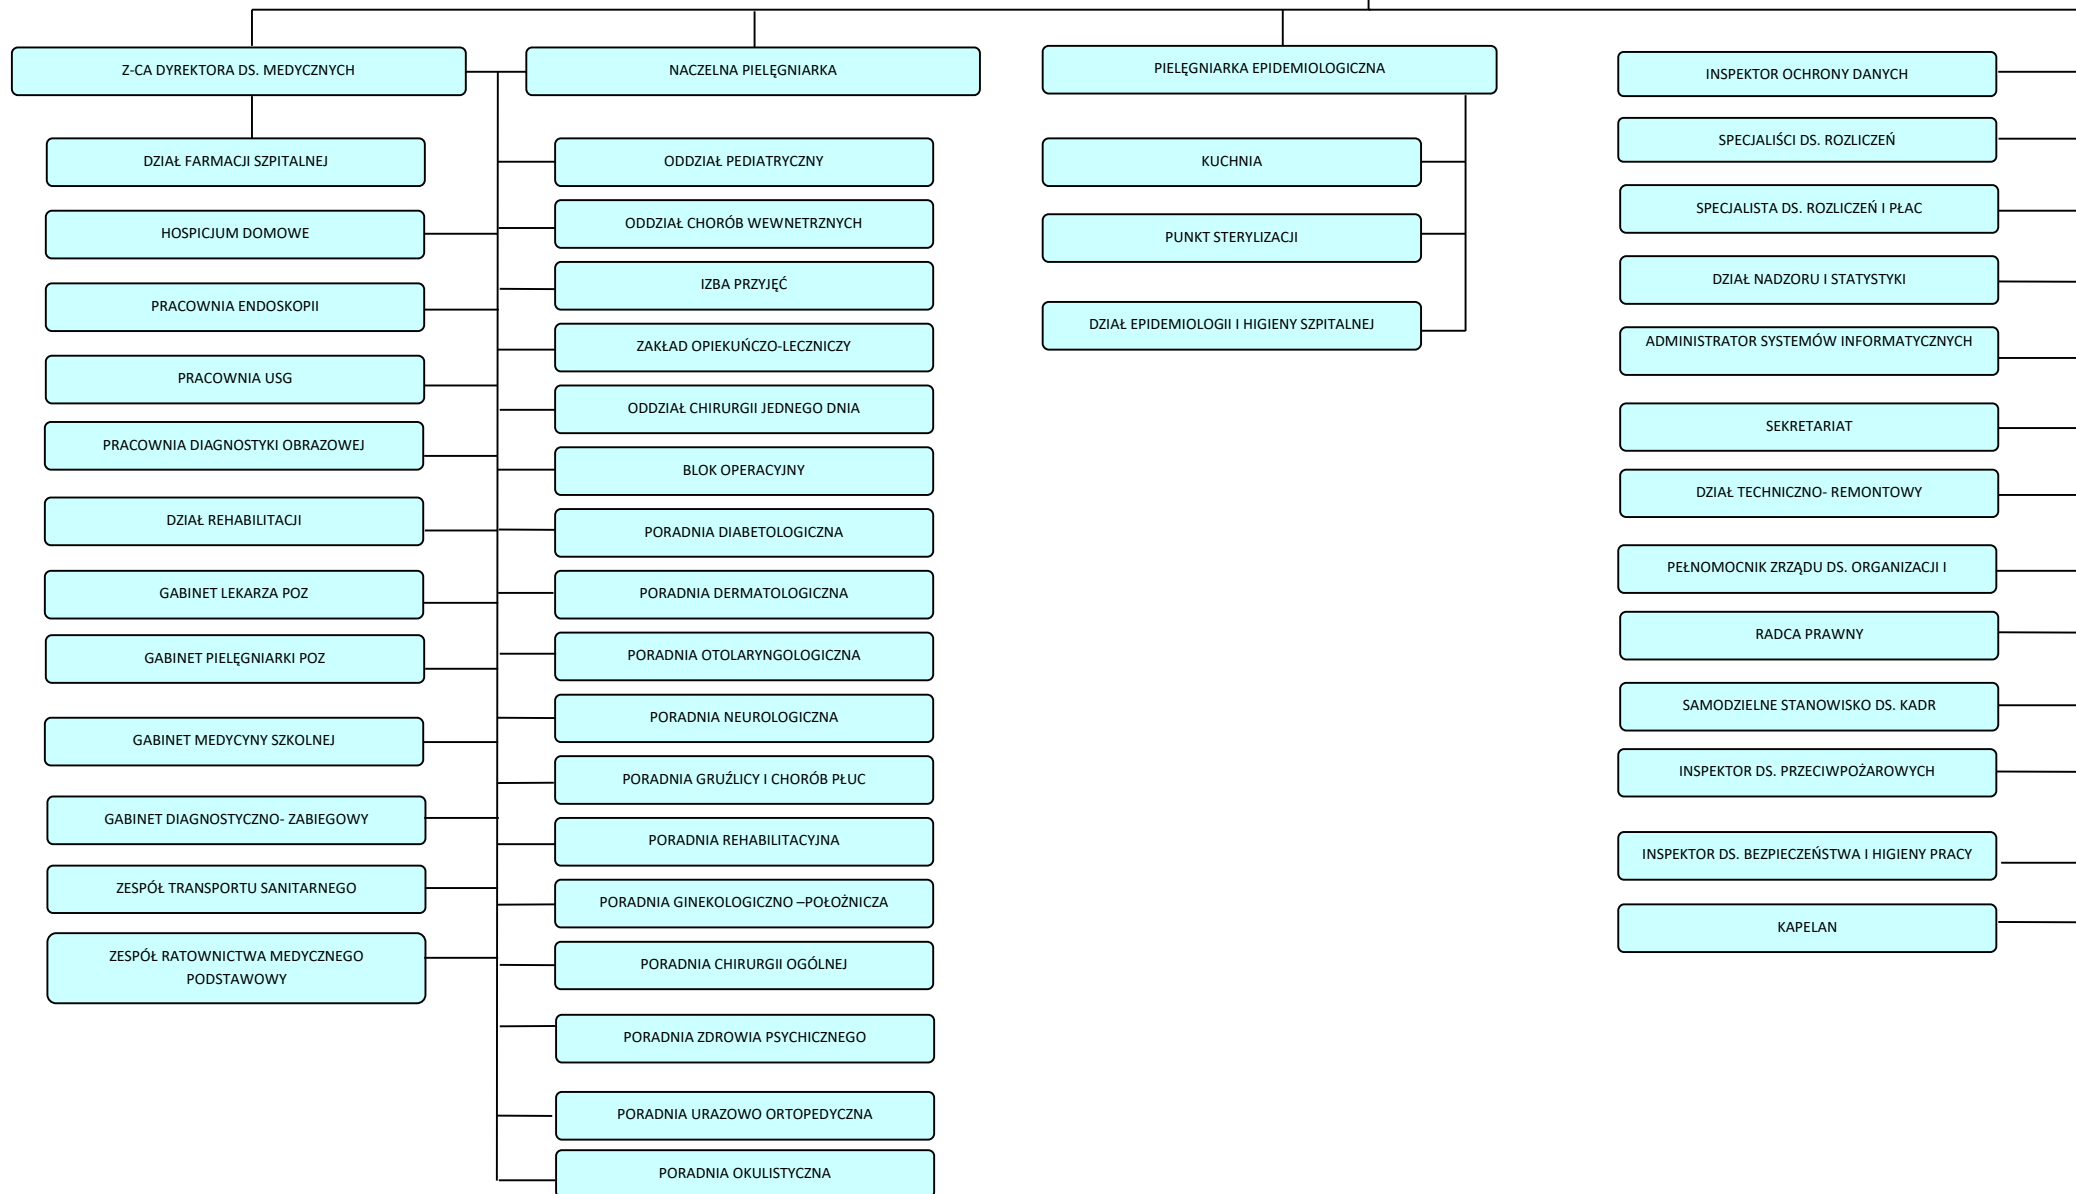 Z-CA DYREKTORA DS. MEDYCZNYCH
NACZELNA PIELĘGNIARKA
PIELĘGNIARKA EPIDEMIOLOGICZNA
DZIAŁ FARMACJI SZPITALNEJ
HOSPICJUM DOMOWE
PRACOWNIA ENDOSKOPII
PRACOWNIA USG
PRACOWNIA DIAGNOSTYKI OBRAZOWEJ
DZIAŁ REHABILITACJI
GABINET LEKARZA POZ
GABINET PIELĘGNIARKI POZ
GABINET MEDYCYNY SZKOLNEJ
GABINET DIAGNOSTYCZNO- ZABIEGOWY
ZESPÓŁ TRANSPORTU SANITARNEGO
ZESPÓŁ RATOWNICTWA MEDYCZNEGO
PODSTAWOWY
ODDZIAŁ PEDIATRYCZNY
ODDZIAŁ CHORÓB WEWNETRZNYCH
IZBA PRZYJĘĆ
ZAKŁAD OPIEKUŃCZO-LECZNICZY
ODDZIAŁ CHIRURGII JEDNEGO DNIA
BLOK OPERACYJNY
PORADNIA DIABETOLOGICZNA
PORADNIA DERMATOLOGICZNA
PORADNIA OTOLARYNGOLOGICZNA
PORADNIA NEUROLOGICZNA
PORADNIA GRUŹLICY I CHORÓB PŁUC
PORADNIA REHABILITACYJNA
PORADNIA GINEKOLOGICZNO –POŁOŻNICZA
PORADNIA CHIRURGII OGÓLNEJ
PORADNIA ZDROWIA PSYCHICZNEGO
PORADNIA URAZOWO ORTOPEDYCZNA
PORADNIA OKULISTYCZNA
KUCHNIA
PUNKT STERYLIZACJI
DZIAŁ EPIDEMIOLOGII I HIGIENY SZPITALNEJ
INSPEKTOR OCHRONY DANYCH
SPECJALIŚCI DS. ROZLICZEŃ
SPECJALISTA DS. ROZLICZEŃ I PŁAC
DZIAŁ NADZORU I STATYSTYKI
ADMINISTRATOR SYSTEMÓW INFORMATYCZNYCH
SEKRETARIAT
DZIAŁ TECHNICZNO- REMONTOWY
PEŁNOMOCNIK ZRZĄDU DS. ORGANIZACJI I
RADCA PRAWNY
SAMODZIELNE STANOWISKO DS. KADR
INSPEKTOR DS. PRZECIWPOŻAROWYCH
INSPEKTOR DS. BEZPIECZEŃSTWA I HIGIENY PRACY
KAPELAN